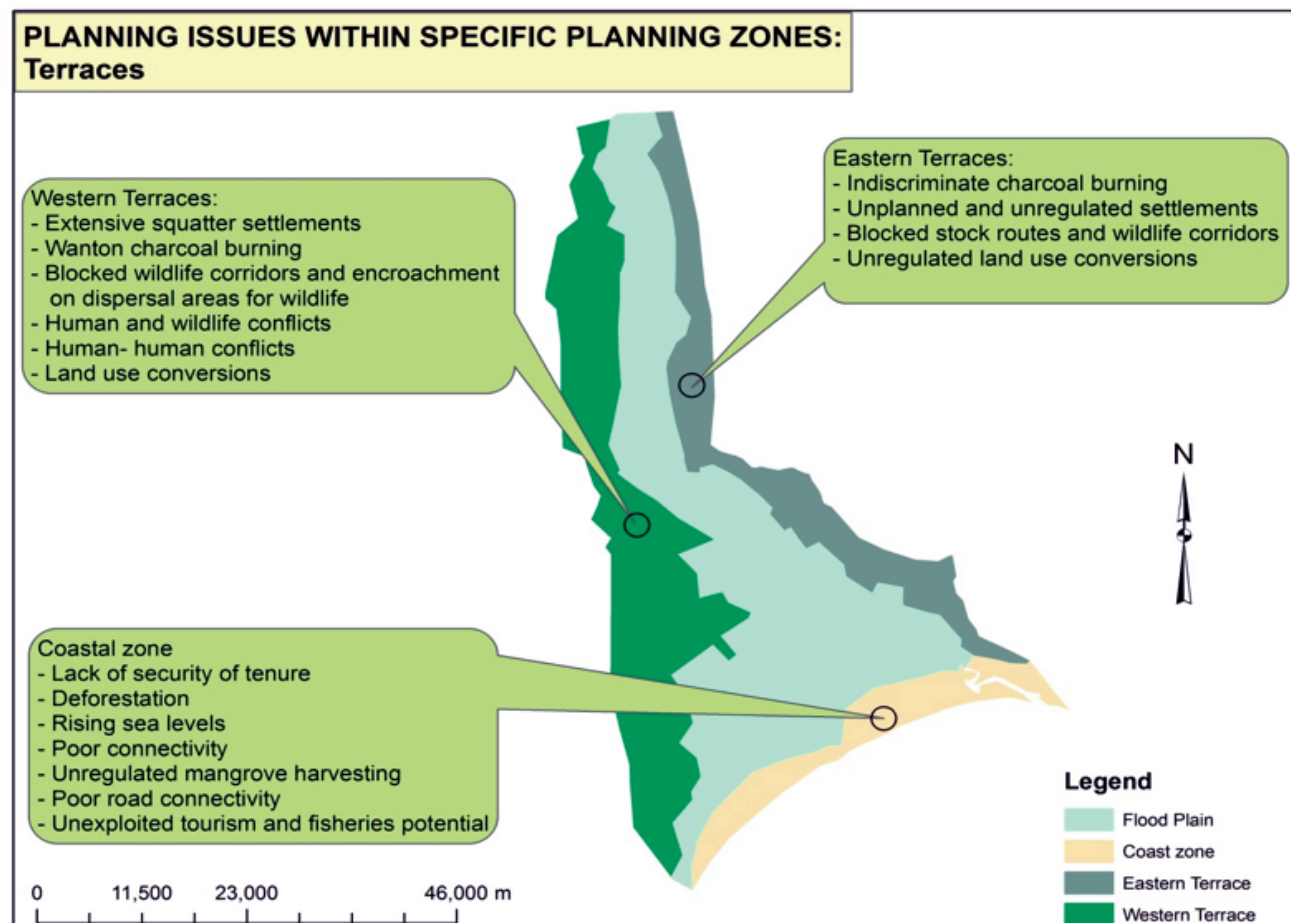 PLANNING ISSUES WITHIN SPECIFIC PLANNING ZONES:
Terraces
Western Terraces:
- Extensive squatter settlements
- Wanton charcoal burning
- Blocked wildlife corridors and encroachment
on dispersal areas for wildlife
- Human and wildlife conflicts
- Human- human conflicts
- Land use conversions
Eastern Terraces:
- Indiscriminate charcoal burning
- Unplanned and unregulated settlements
- Blocked stock routes and wildlife corridors
- Unregulated land use conversions
N
Coastal zone
- Lack of security of tenure
- Deforestation
- Rising sea levels
- Poor connectivity
- Unregulated mangrove harvesting
- Poor road connectivity
- Unexploited tourism and fisheries potential
Legend
Flood Plain
Coast zone
Eastern Terrace
Western Terrace
0 11,500 23,000 46,000 m